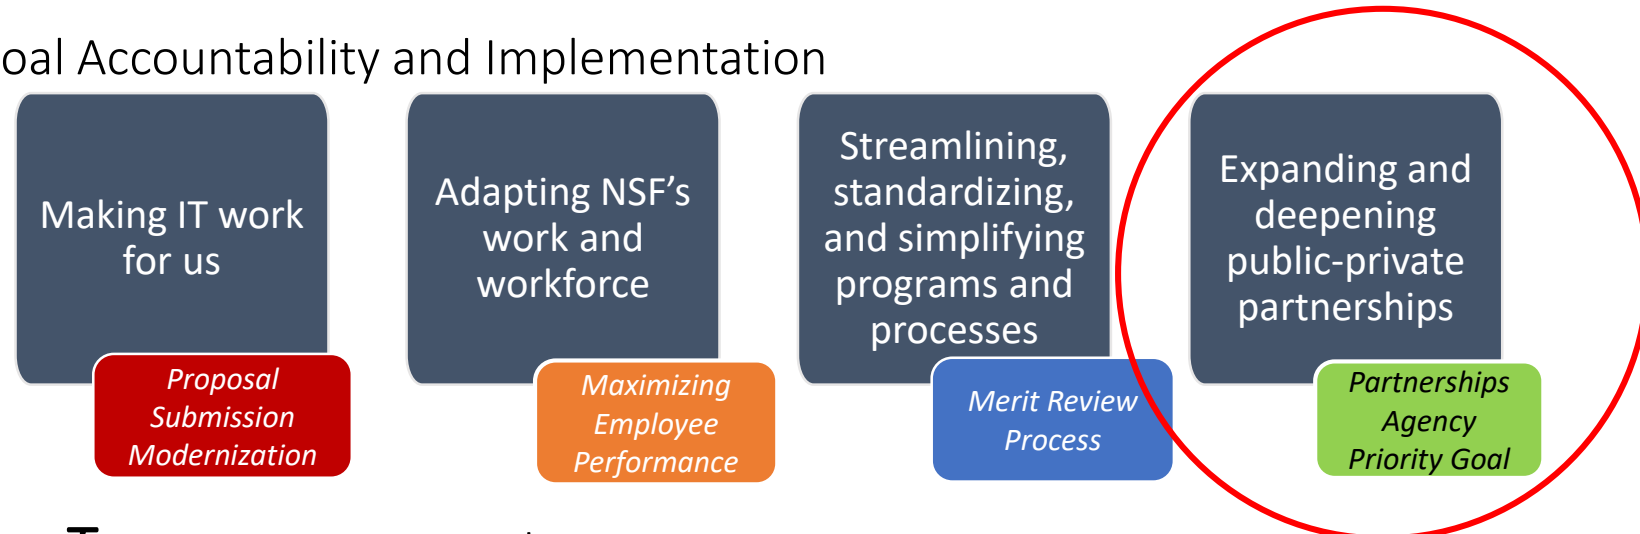 oal Accountability and Implementation
Making IT work
for us
Proposal
Submission
Modernization
Adapting NSF’s
work and
workforce
Maximizing
Employee
Performance
Streamlining,
standardizing,
and simplifying
programs and
processes
Merit Review
Process
Expanding and
deepening
public-private
partnerships
Partnerships
Agency
Priority Goal